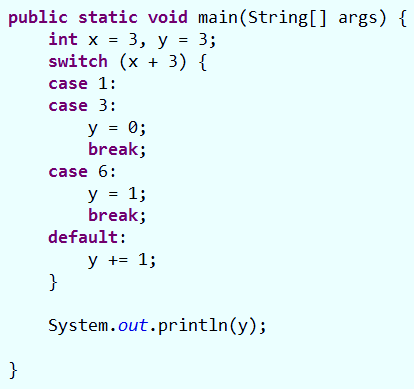 public static void main(String[] args) {
    int x = 3, y = 3;
    switch (x + 3) {
    case 1:
    case 3:
        y = 0;
        break;
    case 6:
        y = 1;
        break;
    default:
        y += 1;
    }

    System.out.println(y);

}